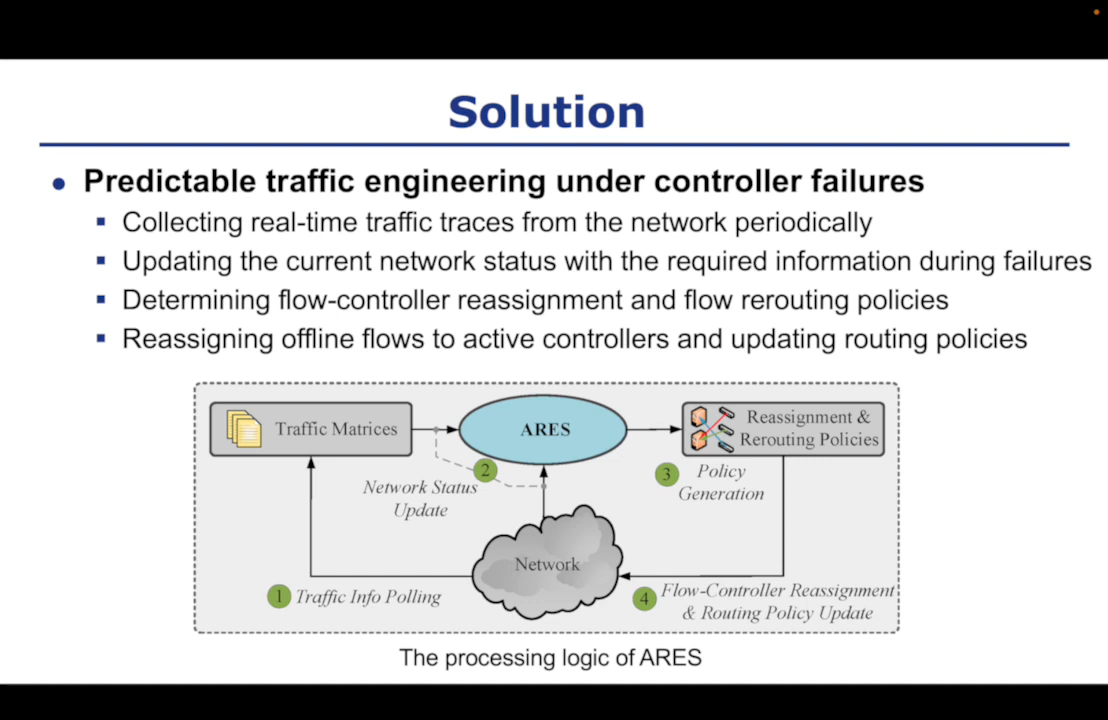 Solution
Predictable traffic engineering under controller failures
Collecting real-time traffic traces from the network periodically
Updating the current network status with the required information during failures
Determining flow-controller reassignment and flow rerouting policies
Reassigning offline flows to active controllers and updating routing policies
Traffic Matrices
ARES
Reassignment &
Rerouting Policies
2
Network Status
Update
3
Policy
Generation
Network
1
Traffic Info Polling
4
Flow-Controller Reassignment
& Routing Policy Update
The processing logic of ARES